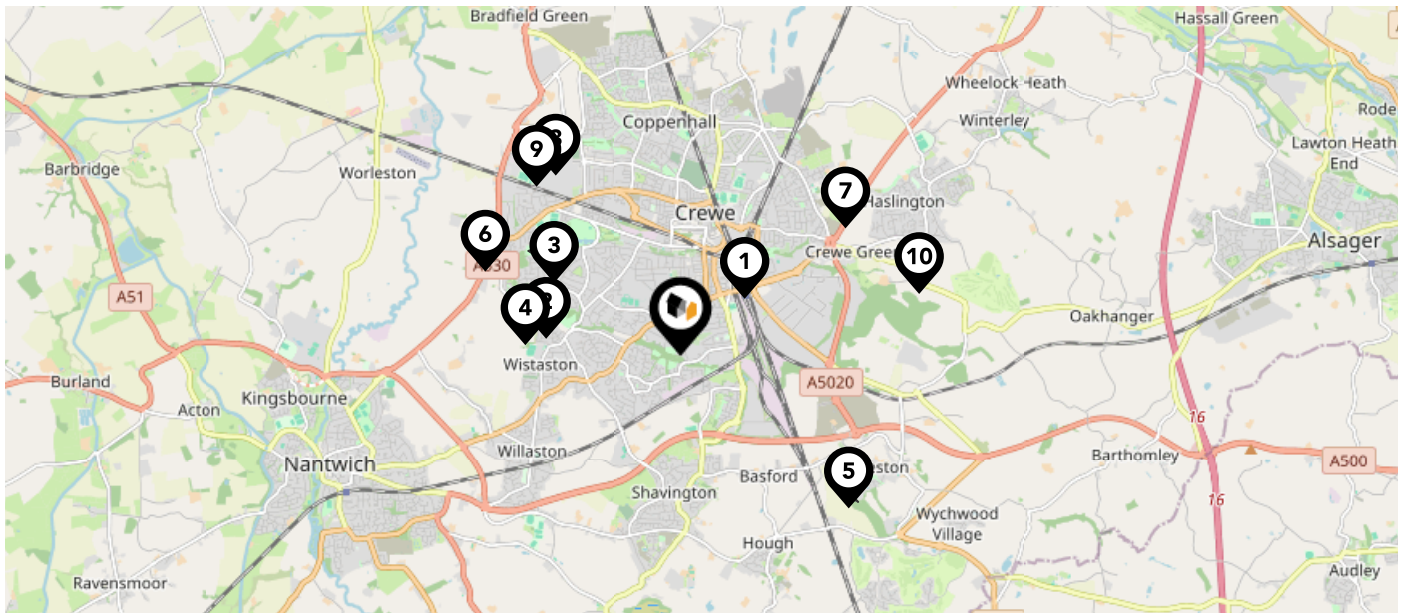 Bradfield Green
Hassall Green
Wheelock Heath
Rode
Coppenhall
Winterley
9
Lawton Heath
End
Barbridge
Worleston
7
Haslington
Crewe
6
3
Alsager
Crewe Green
10
1
A530
A51
4
Oakhanger
Wistaston
Burland
A5020
Kingsbourne
Acton
16
Willaston
Barthomley
A500
Nantwich
5
Basford
Shavington
16
Wychwood
Village
Hough
Ravensmoor
Audley